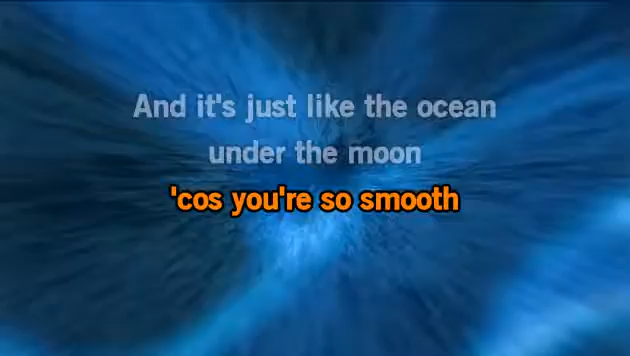 And it's just like the ocean
under the moon
'cos you're so smooth